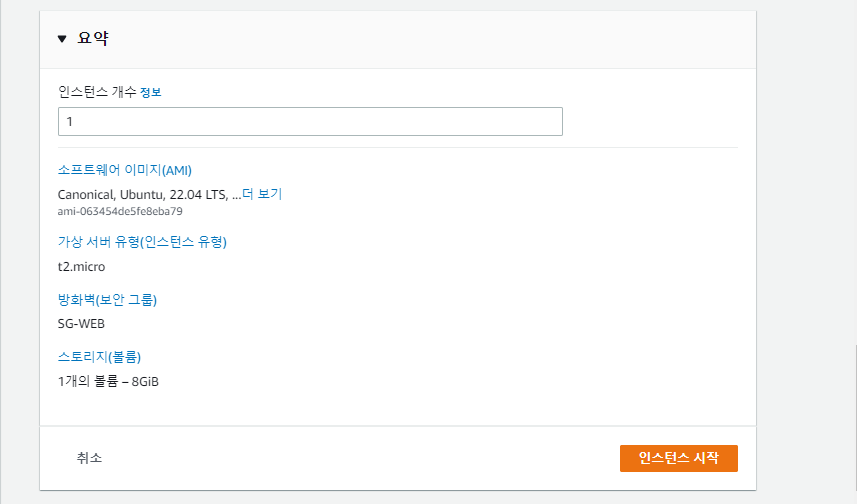 요약
인스턴스 개수 정보
1
소프트웨어 이미지(AMI)
Canonical, Ubuntu, 22.04 LTS, ...더 보기
ami-063454de5fe8eba79
가상 서버 유형(인스턴스 유형)
t2.micro
방화벽(보안 그룹)
SG-WEB
스토리지(볼륨)
1개의 볼륨 – 8GiB
취소 인스턴스 시작